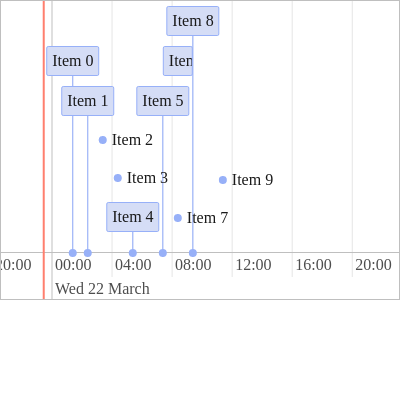 Item 8
Item 0
Iten
Item 1
Item 5
Item 2
Item 3
Item 9
Item 4
Item 7
20:00
00:00
04:00
08:00
12:00
16:00
20:00
Wed 22 March